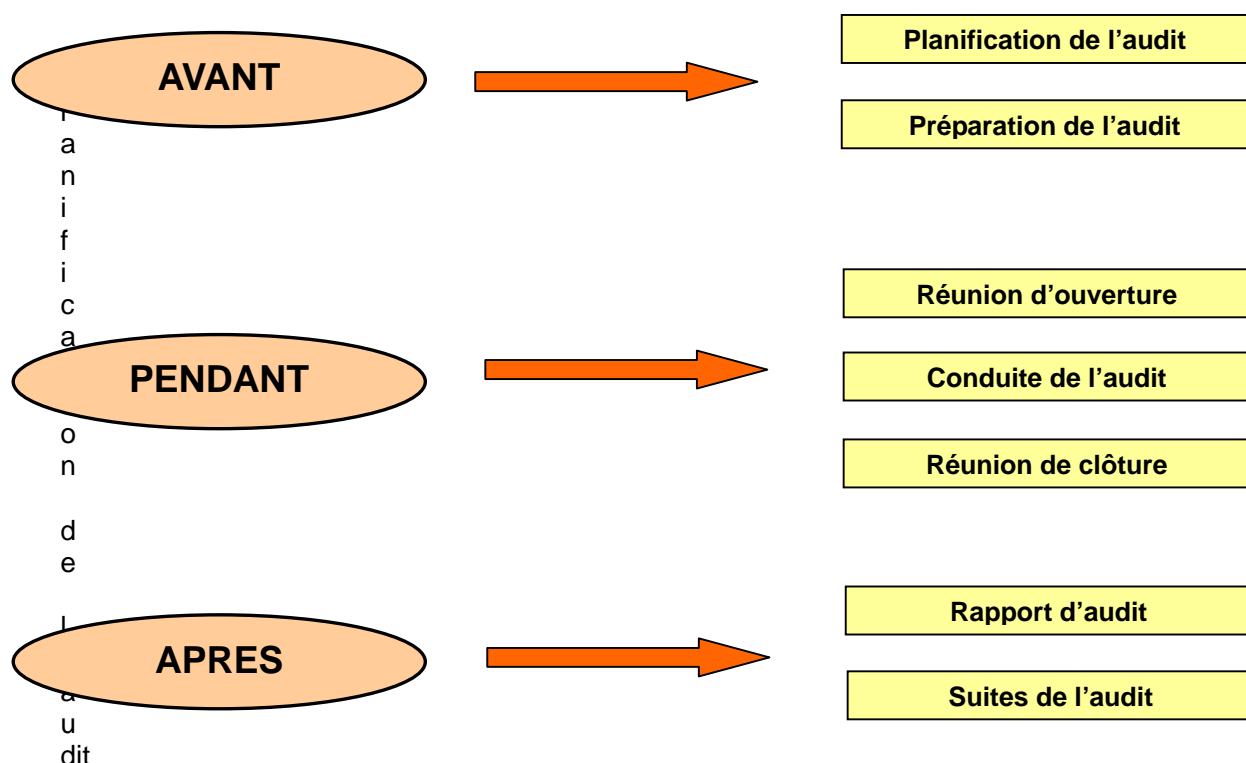 AVANT
Planification de l’audit
Préparation de l’audit
a
n
i
f
i
c
a
PENDANT
Réunion d’ouverture
Conduite de l’audit
Réunion de clôture
o
n
d
e
APRES
Rapport d’audit
Suites de l’audit
a
u
dit